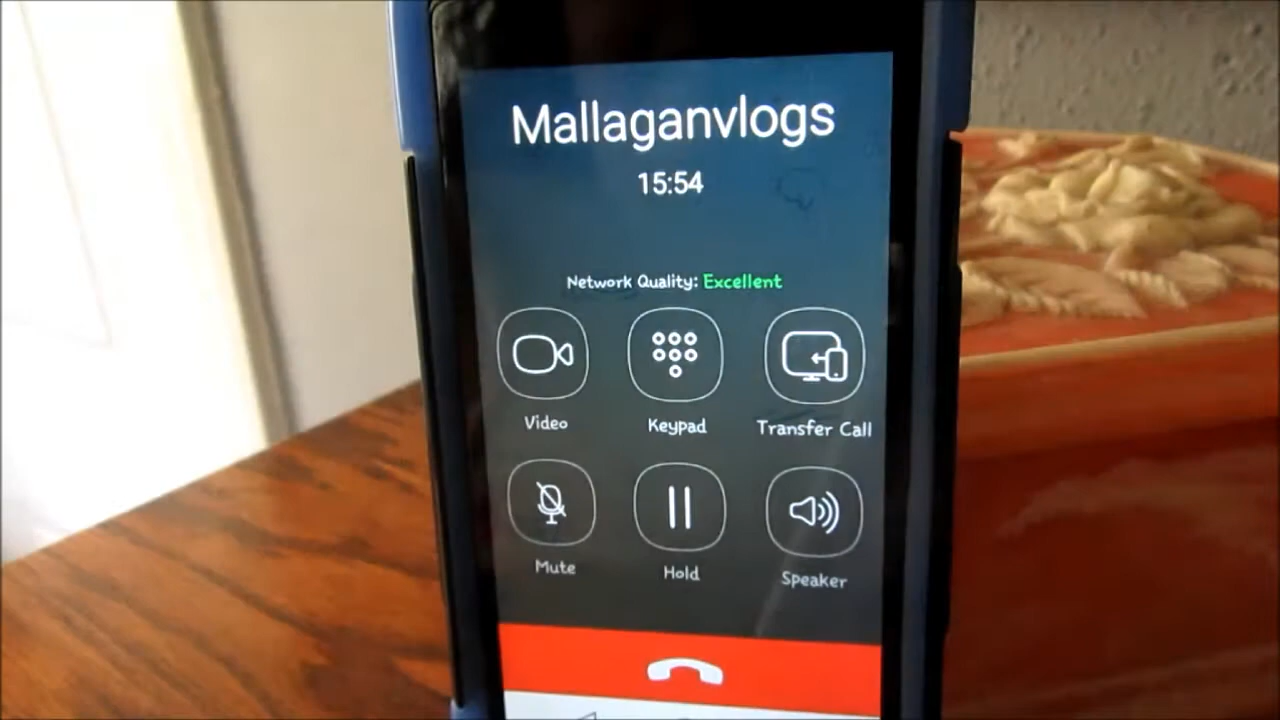 Mallaganvlogs
15:54
Network Quality: Excellent
Video Keypad Transfer Call
Mute Hold Speaker